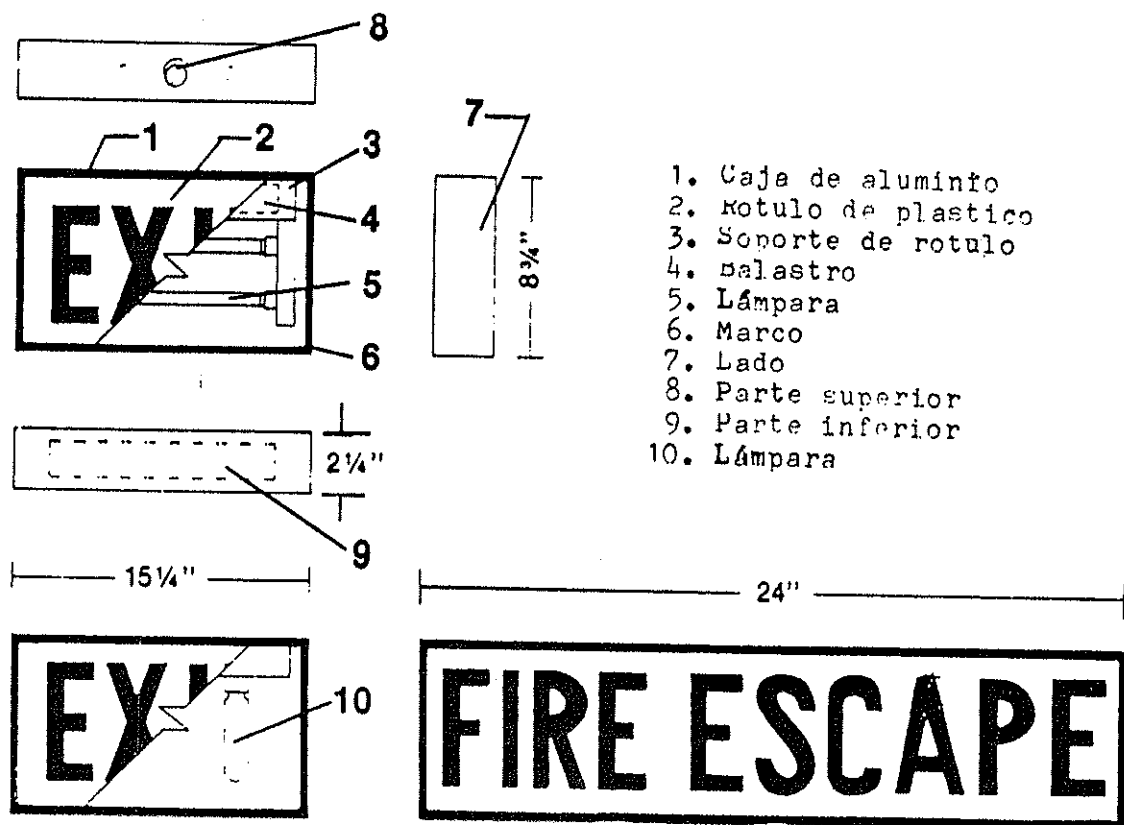 8
1
2
3
7
EXI
4
5
6
8¾"
1. Caja de aluminio
2. Rotulo de plastico
3. Soporte de rotulo
4. Balastro
5. Lámpara
6. Marco
7. Lado
8. Parte superior
9. Parte inferior
10. Lámpara
2¼"
9
15¼"
24"
EXI
10
FIRE ESCAPE